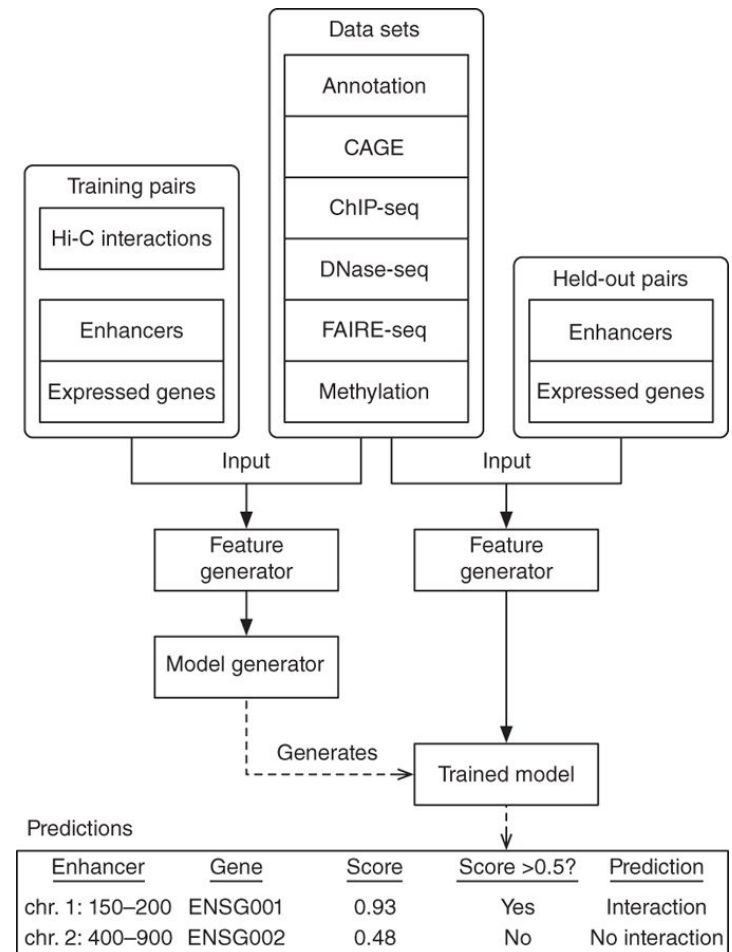 Data sets
Annotation
CAGE
ChIP-seq
DNase-seq
FAIRE-seq
Methylation
Training pairs
Hi-C interactions
Enhancers
Expressed genes
Held-out pairs
Enhancers
Expressed genes
Input
Input
Feature
generator
Feature
generator
Model generator
Generates
Trained model
Predictions
Enhancer Gene Score Score >0.5? Prediction
chr. 1: 150–200 ENSG001 0.93 Yes Interaction
chr. 2: 400–900 ENSG002 0.48 No No interaction